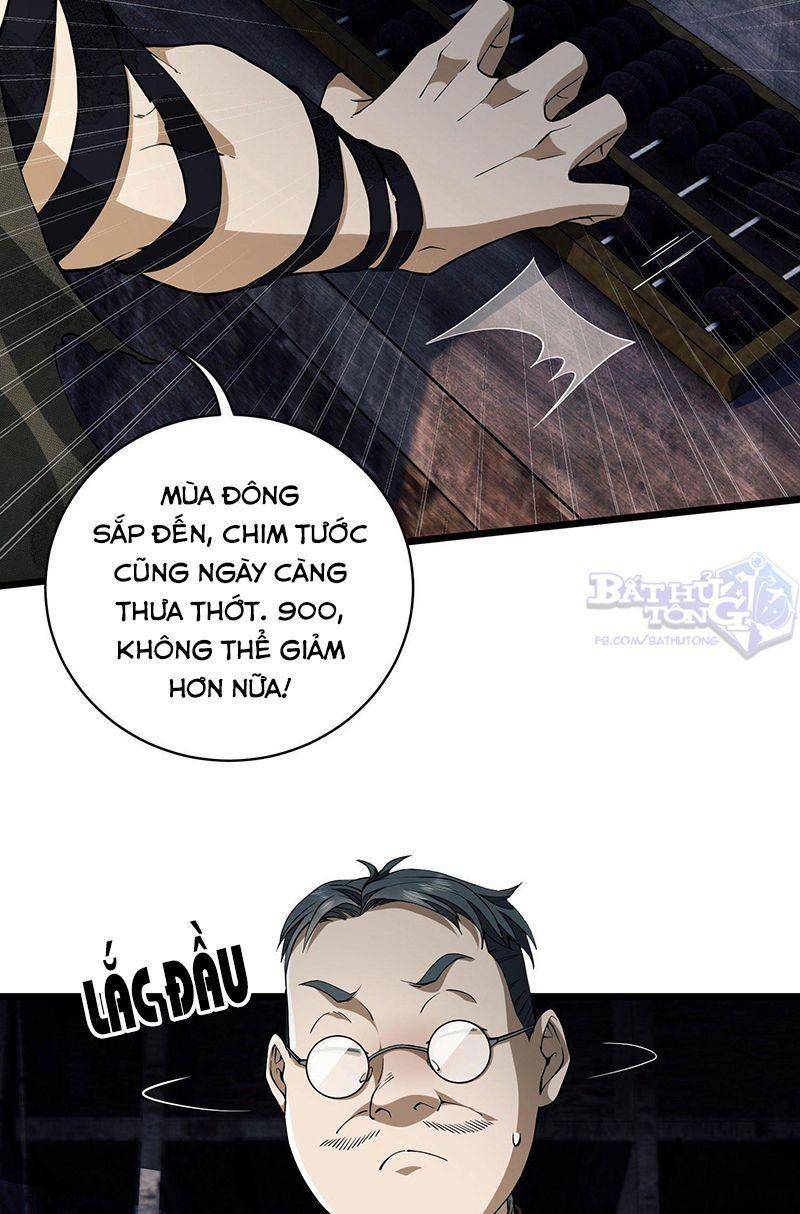 MÙA ĐÔNG
SẮP ĐẾN, CHIM TƯỚC
CŨNG NGÀY CÀNG
THƯA THỚT. 900,
KHÔNG THỂ GIẢM
HƠN NỮA!
BẤT HỦ
TÔNG
FB.COM/BATHUTONG
LẮC ĐẦU